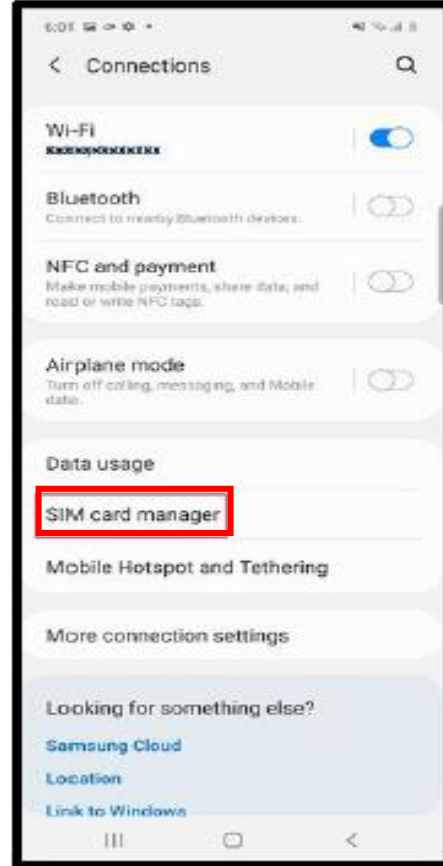 6:01
Connections
Wi-Fi
Bluetooth
Connect to nearby Bluetooth devices.
NFC and payment
Make mobile payments, share data, and
read or write NFC tags.
Airplane mode
Turn off calling, messaging, and Mobile
data.
Data usage
SIM card manager
Mobile Hotspot and Tethering
More connection settings
Looking for something else?
Samsung Cloud
Location
Link to Windows